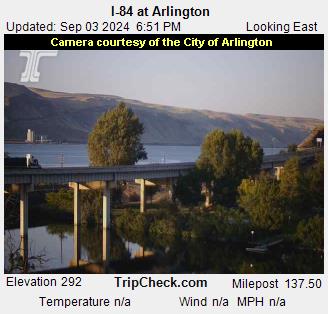 I-84 at Arlington
Updated: Sep 03 2024 6:51 PM Looking East
Camera courtesy of the City of Arlington
Elevation 292 TripCheck.com Milepost 137.50
Temperature n/a Wind n/a MPH n/a